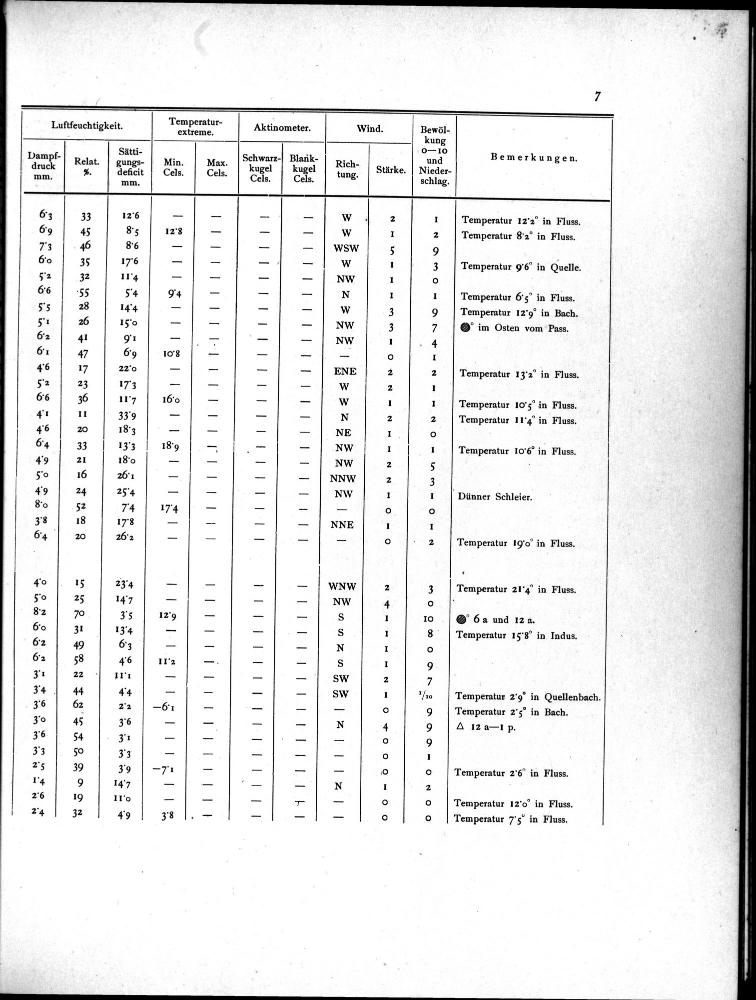 7
Luftfeuchtigkeit. Temperatur-extreme. Aktinometer. Wind. Bewöl-kung 0—10 und Nieder-schlag. Bemerkungen.
Dampf-druck mm. Relat. %. Sätti-gungs-deficit mm. Min. Cels. Max. Cels. Schwarz-kugel Cels. Blank-kugel Cels. Rich-tung. Stärke.
6·3 33 12·6 — — — — W 2 1 Temperatur 12·2° in Fluss.
6·9 45 8·5 12·8 — — — W 1 2 Temperatur 8·2° in Fluss.
7·3 46 8·6 — — — — WSW 5 9
6·0 35 17·6 — — — — W 1 3 Temperatur 9·6° in Quelle.
5·2 32 11·4 — — — — NW 1 0
6·6 55 5·4 9·4 — — — N 1 1 Temperatur 6·5° in Fluss.
5·5 28 14·4 — — — — W 3 9 Temperatur 12·9° in Bach.
5·1 26 15·0 — — — — NW 3 7 ●° im Osten vom Pass.
6·2 41 9·1 — — — — NW 1 4
6·1 47 6·9 10·8 — — — — 0 1
4·6 17 22·0 — — — — ENE 2 2 Temperatur 13·2° in Fluss.
5·2 23 17·3 — — — — W 2 1
6·6 36 11·7 16·0 — — — W 1 1 Temperatur 10·5° in Fluss.
4·1 11 33·9 — — — — N 2 2 Temperatur 11·4° in Fluss.
4·6 20 18·3 — — — — NE 1 0
6·4 33 13·3 18·9 — — — NW 1 1 Temperatur 10·6° in Fluss.
4·9 21 18·0 — — — — NW 2 5
5·0 16 26·1 — — — — NNW 2 3
4·9 24 25·4 — — — — NW 1 1 Dünner Schleier.
8·0 52 7·4 17·4 — — — — 0 0
3·8 18 17·8 — — — — NNE 1 1
6·4 20 26·2 — — — — — 0 2 Temperatur 19·0° in Fluss.
4·0 15 23·4 — — — — WNW 2 3 Temperatur 21·4° in Fluss.
5·0 25 14·7 — — — — NW 4 0
8·2 70 3·5 12·9 — — — S 1 10 ●° 6 a und 12 a.
6·0 31 13·4 — — — — S 1 8 Temperatur 15·8° in Indus.
6·2 49 6·3 — — — — N 1 0
6·2 58 4·6 11·2 — — — S 1 9
3·1 22 11·1 — — — — SW 2 7
3·4 44 4·4 — — — — SW 1 1/10 Temperatur 2·9° in Quellenbach.
3·6 62 2·2 —6·1 — — — — 0 9 Temperatur 2·5° in Bach.
3·0 45 3·6 — — — — N 4 9 △ 12 a—1 p.
3·6 54 3·1 — — — — — 0 9
3·3 50 3·3 — — — — — 0 1
2·5 39 3·9 —7·1 — — — — 0 0 Temperatur 2·6° in Fluss.
1·4 9 14·7 — — — — N 1 2
2·6 19 11·0 — — — — — 0 0 Temperatur 12·0° in Fluss.
2·4 32 4·9 3·8 — — — — 0 0 Temperatur 7·5° in Fluss.